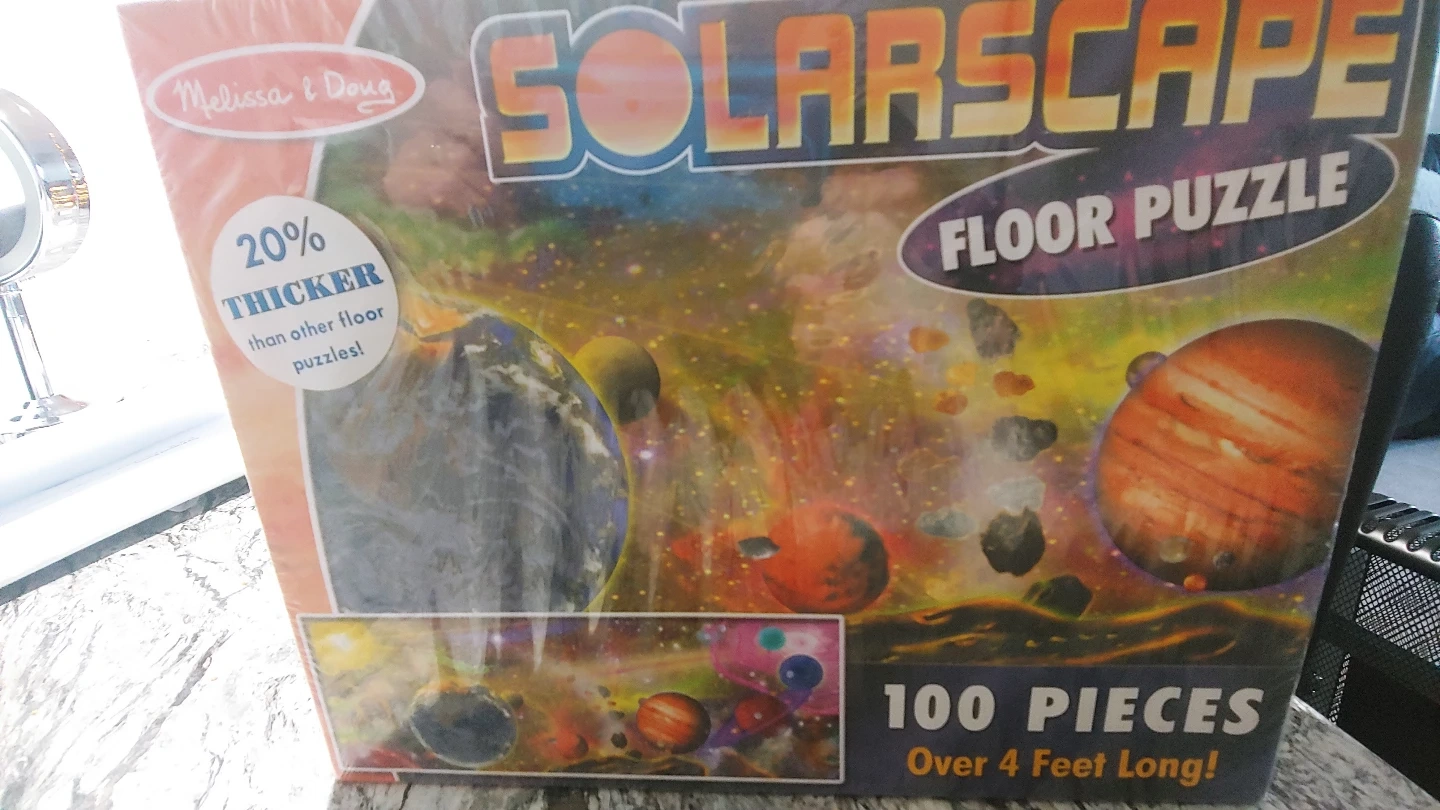 Melissa & Doug
SOLARSCAPE
FLOOR PUZZLE
20%
THICKER
than other floor
puzzles!
100 PIECES
Over 4 Feet Long!